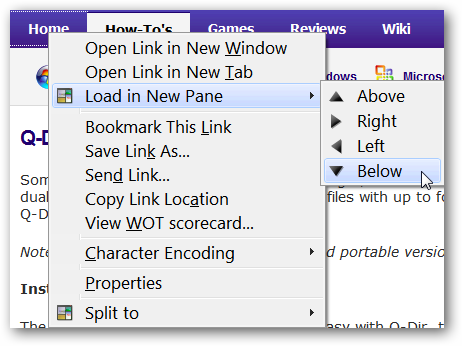 Home How-To's Games Reviews Wiki
Open Link in New Window
Open Link in New Tab
Load in New Pane
Bookmark This Link
Save Link As...
Send Link...
Copy Link Location
View WOT scorecard...
Character Encoding
Properties
Split to
Above
Right
Left
Below
ndows Micros
Q-D
Som
dua files with up to fo
Q-D
Note d portable versio
Inst
The asy with Q-Dir, t